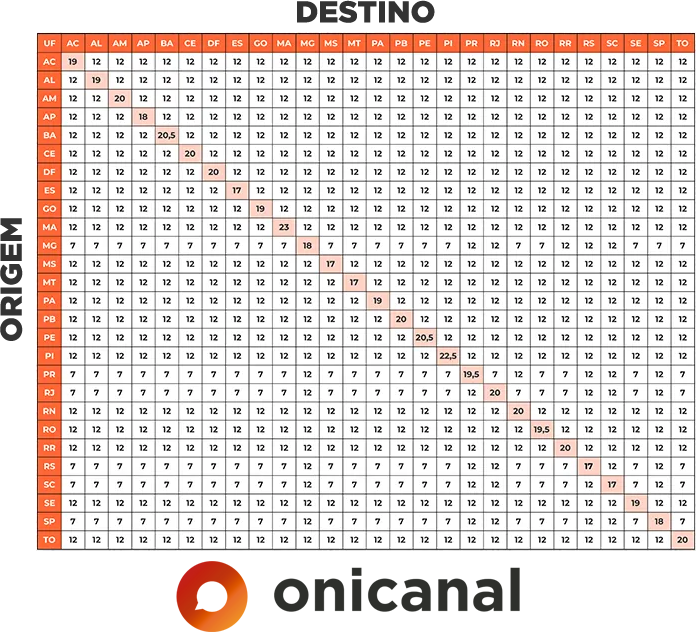 DESTINO
ORIGEM
UF AC AL AM AP BA CE DF ES GO MA MG MS MT PA PB PE PI PR RJ RN RO RR RS SC SE SP TO
AC 19 12 12 12 12 12 12 12 12 12 12 12 12 12 12 12 12 12 12 12 12 12 12 12 12 12 12
AL 12 19 12 12 12 12 12 12 12 12 12 12 12 12 12 12 12 12 12 12 12 12 12 12 12 12 12
AM 12 12 20 12 12 12 12 12 12 12 12 12 12 12 12 12 12 12 12 12 12 12 12 12 12 12 12
AP 12 12 12 18 12 12 12 12 12 12 12 12 12 12 12 12 12 12 12 12 12 12 12 12 12 12 12
BA 12 12 12 12 20,5 12 12 12 12 12 12 12 12 12 12 12 12 12 12 12 12 12 12 12 12 12 12
CE 12 12 12 12 12 20 12 12 12 12 12 12 12 12 12 12 12 12 12 12 12 12 12 12 12 12 12
DF 12 12 12 12 12 12 20 12 12 12 12 12 12 12 12 12 12 12 12 12 12 12 12 12 12 12 12
ES 12 12 12 12 12 12 12 17 12 12 12 12 12 12 12 12 12 12 12 12 12 12 12 12 12 12 12
GO 12 12 12 12 12 12 12 12 19 12 12 12 12 12 12 12 12 12 12 12 12 12 12 12 12 12 12
MA 12 12 12 12 12 12 12 12 12 23 12 12 12 12 12 12 12 12 12 12 12 12 12 12 12 12 12
MG 7 7 7 7 7 7 7 7 7 7 18 7 7 7 7 7 7
MS 12 12 12 12 12 12 12 12 12 12 12 17 12 12 12 12 12 12 12 12 12 12 12 12 12 12 12
MT 12 12 12 12 12 12 12 12 12 12 12 12 17 12 12 12 12 12 12 12 12 12 12 12 12 12 12
PA 12 12 12 12 12 12 12 12 12 12 12 12 12 19 12 12 12 12 12 12 12 12 12 12 12 12 12
PB 12 12 12 12 12 12 12 12 12 12 12 12 12 12 20 12 12 12 12 12 12 12 12 12 12 12 12
PE 12 12 12 12 12 12 12 12 12 12 12 12 12 12 12 20,5 12 12 12 12 12 12 12 12 12 12 12
PI 12 12 12 12 12 12 12 12 12 12 12 12 12 12 12 12 22,5 12 12 12 12 12 12 12 12 12 12
PR 7 7 7 7 7 7 7 7 7 7 12 7 7 7 7 7 7 19,5
RJ 7 7 7 7 7 7 7 7 7 7 12 7 7 7 7 7 7 12 20 7 7 7 12 12 7 12 7
RN 12 12 12 12 12 12 12 12 12 12 12 12 12 12 12 12 12 12 12 20 12 12 12 12 12 12 12
RO 12 12 12 12 12 12 12 12 12 12 12 12 12 12 12 12 12 12 12 12 19,5 12 12 12 12 12 12
RR 12 12 12 12 12 12 12 12 12 12 12 12 12 12 12 12 12 12 12 12 12 20 12 12 12 12 12
RS 7 7 7 7 7 7 7 7 7 7 12 7 7 7 7 7 7 12 12 7 7 7 17 12 7 12 7
SC 7 7 7 7 7 7 7 7 7 7 12 7 7 7 7 7 7 12 12 7 7 7 12 17 7 12 7
SE 12 12 12 12 12 12 12 12 12 12 12 12 12 12 12 12 12 12 12 12 12 12 12 12 19 12 12
SP 7 7 7 7 7 7 7 7 7 7 12 7 7 7 7 7 7 12 12 7 7 7 12 12 7 18 7
TO 12 12 12 12 12 12 12 12 12 12 12 12 12 12 12 12 12 12 12 12 12 12 12 12 12 12 20
onicanal